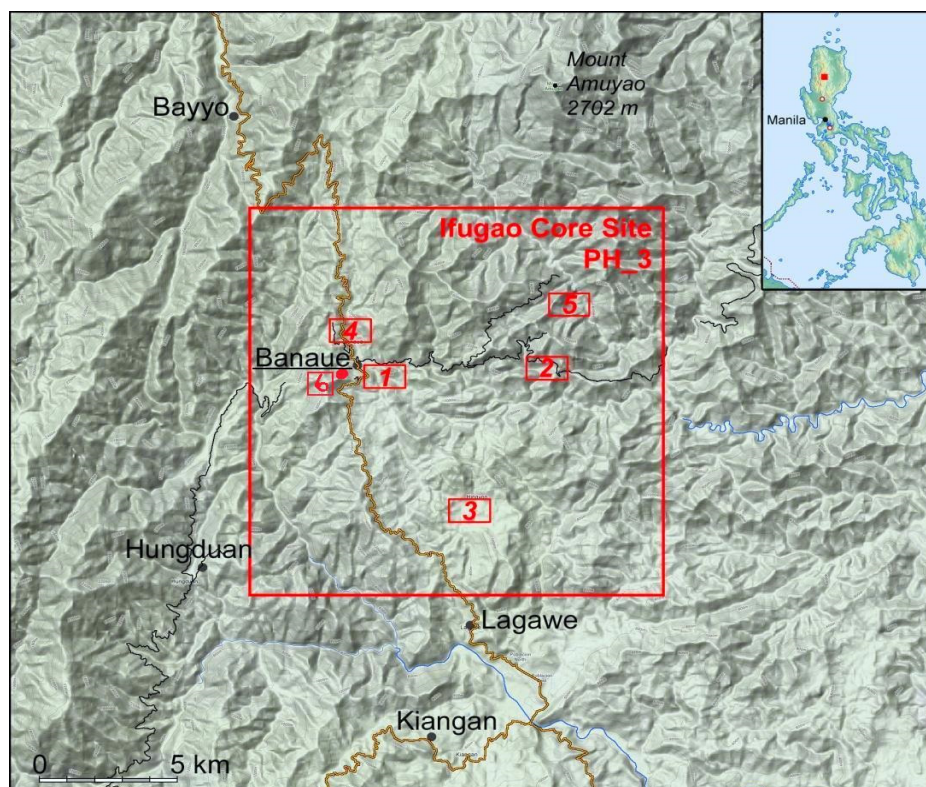 Mount
Amuyao
2702 m
Bayyo
Manila
Ifugao Core Site
PH_3
5
4
Banaue
6
1
2
3
Hungduan
Lagawe
Kiangan
0
5 km